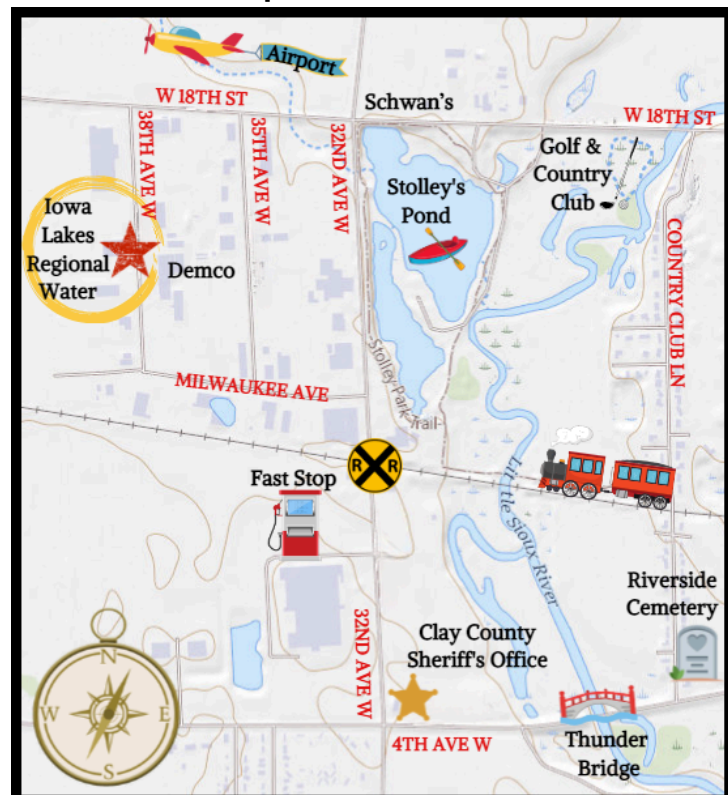 Airport
W 18TH ST
Schwan's
W 18TH ST
38TH AVE W
35TH AVE W
32ND AVE W
Golf &
Country
Club
Stolley's
Pond
Iowa
Lakes
Regional
Water
Demco
COUNTRY CLUB LN
MILWAUKEE AVE
Stolley Park
Trail
R R
Fast Stop
Little Sioux River
Riverside
Cemetery
32ND AVE W
Clay County
Sheriff's Office
N
W E
S
4TH AVE W
Thunder
Bridge